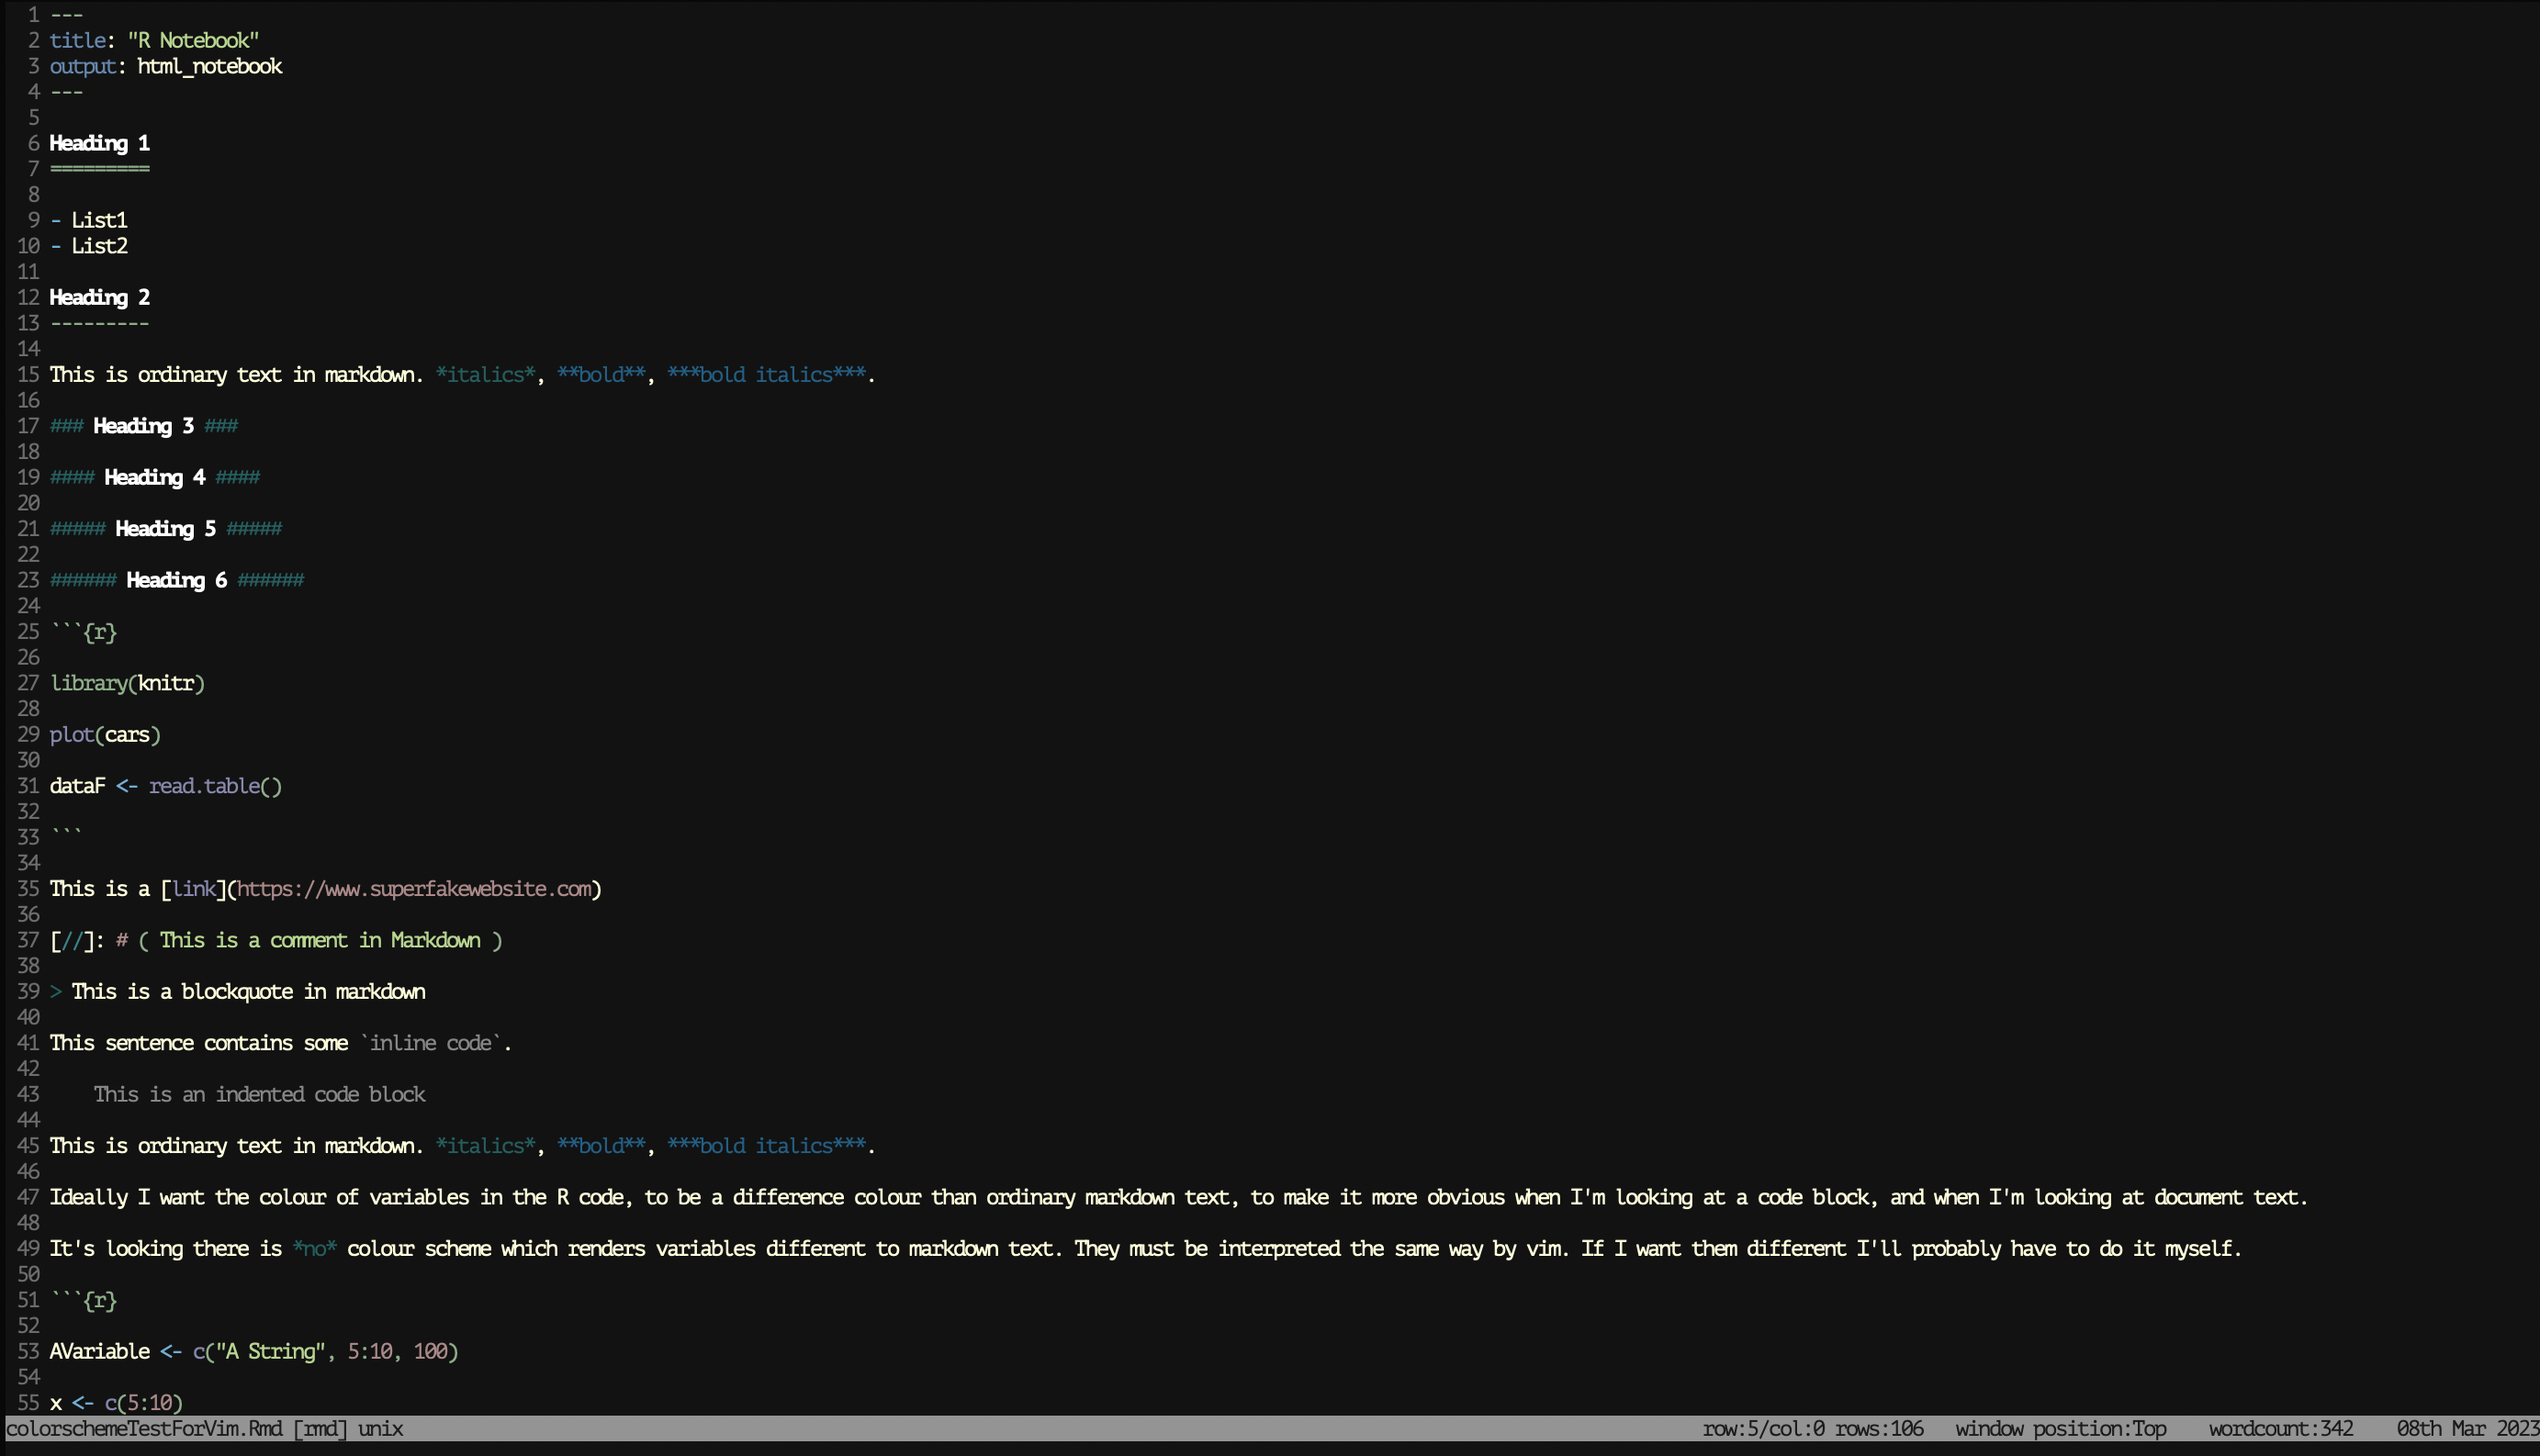 1 ---
2 title: "R Notebook"
3 output: html_notebook
4 ---
5
6 Heading 1
7 =========
8
9 - List1
10 - List2
11
12 Heading 2
13 ---------
14
15 This is ordinary text in markdown. *italics*, **bold**, ***bold italics***.
16
17 ### Heading 3 ###
18
19 #### Heading 4 ####
20
21 ##### Heading 5 #####
22
23 ###### Heading 6 ######
24
25 ```{r}
26
27 library(knitr)
28
29 plot(cars)
30
31 dataF <- read.table()
32
33 ```
34
35 This is a [link](https://www.superfakewebsite.com)
36
37 [//]: # ( This is a comment in Markdown )
38
39 > This is a blockquote in markdown
40
41 This sentence contains some `inline code`.
42
43     This is an indented code block
44
45 This is ordinary text in markdown. *italics*, **bold**, ***bold italics***.
46
47 Ideally I want the colour of variables in the R code, to be a difference colour than ordinary markdown text, to make it more obvious when I'm looking at a code block, and when I'm looking at document text.
48
49 It's looking there is *no* colour scheme which renders variables different to markdown text. They must be interpreted the same way by vim. If I want them different I'll probably have to do it myself.
50
51 ```{r}
52
53 AVariable <- c("A String", 5:10, 100)
54
55 x <- c(5:10)
colorschemeTestForVim.Rmd [rmd] unix row:5/col:0 rows:106 window position:Top wordcount:342 08th Mar 2023